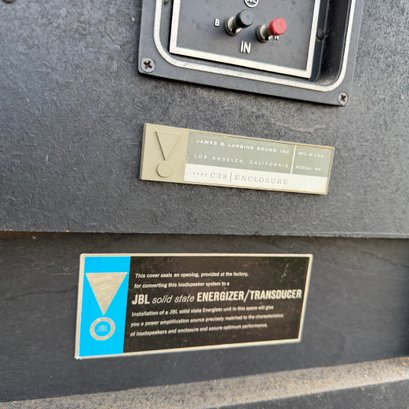 B
IN
JAMES B. LANSING SOUND, INC.
LOS ANGELES, CALIFORNIA
MFG IN U.S.A.
SERIAL NO.
TYPE C38 ENCLOSURE
This cover seals an opening, provided at the factory,
for converting this loudspeaker system to a
JBL solid state ENERGIZER/TRANSDUCER
Installation of a JBL solid state Energizer unit in this space will give
you a power amplification source precisely matched to the characteristics
of loudspeakers and enclosure and assure optimum performance.
JBL